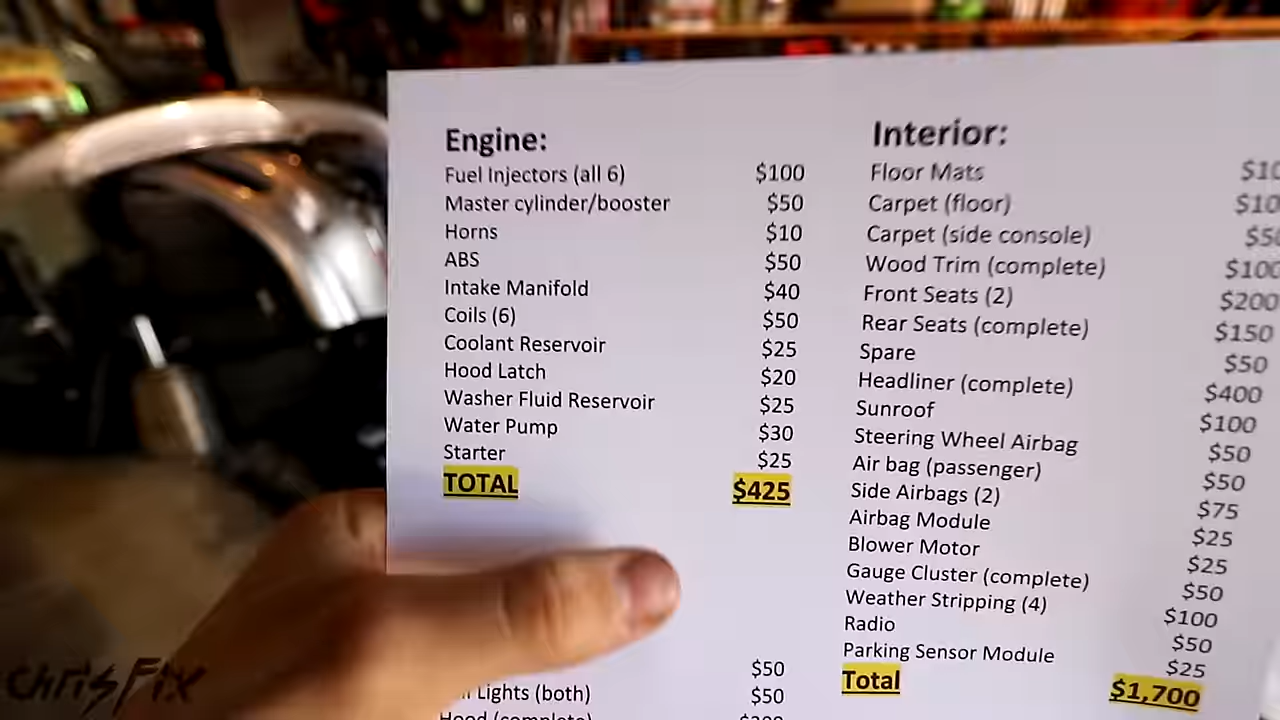 Engine:
Fuel Injectors (all 6) $100
Master cylinder/booster $50
Horns $10
ABS $50
Intake Manifold $40
Coils (6) $50
Coolant Reservoir $25
Hood Latch $20
Washer Fluid Reservoir $25
Water Pump $30
Starter $25
TOTAL $425
$50
Lights (both) $50
Hood (complete)
Interior:
Floor Mats
Carpet (floor)
Carpet (side console)
Wood Trim (complete) $100
Front Seats (2) $200
Rear Seats (complete) $150
Spare $50
Headliner (complete) $400
Sunroof $100
Steering Wheel Airbag $50
Air bag (passenger) $50
Side Airbags (2) $75
Airbag Module $25
Blower Motor $25
Gauge Cluster (complete) $50
Weather Stripping (4) $100
Radio $50
Parking Sensor Module $25
Total $1,700
ChrisFix